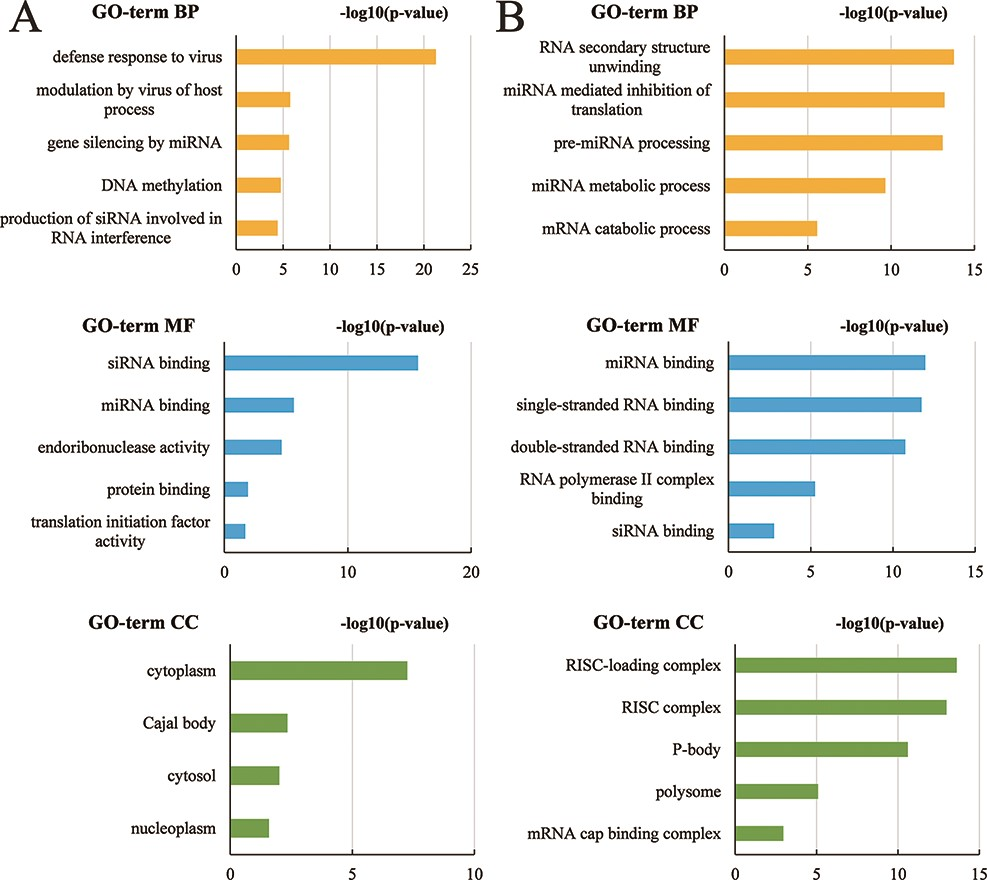 A
GO-term BP
-log10(p-value)
defense response to virus
modulation by virus of host
process
gene silencing by miRNA
DNA methylation
production of siRNA involved in
RNA interference
0 5 10 15 20 25
GO-term MF
-log10(p-value)
siRNA binding
miRNA binding
endoribonuclease activity
protein binding
translation initiation factor
activity
0 10 20
GO-term CC
-log10(p-value)
cytoplasm
Cajal body
cytosol
nucleoplasm
0 5 10
B
GO-term BP
-log10(p-value)
RNA secondary structure
unwinding
miRNA mediated inhibition of
translation
pre-miRNA processing
miRNA metabolic process
mRNA catabolic process
0 5 10 15
GO-term MF
-log10(p-value)
miRNA binding
single-stranded RNA binding
double-stranded RNA binding
RNA polymerase II complex
binding
siRNA binding
0 5 10 15
GO-term CC
-log10(p-value)
RISC-loading complex
RISC complex
P-body
polysome
mRNA cap binding complex
0 5 10 15